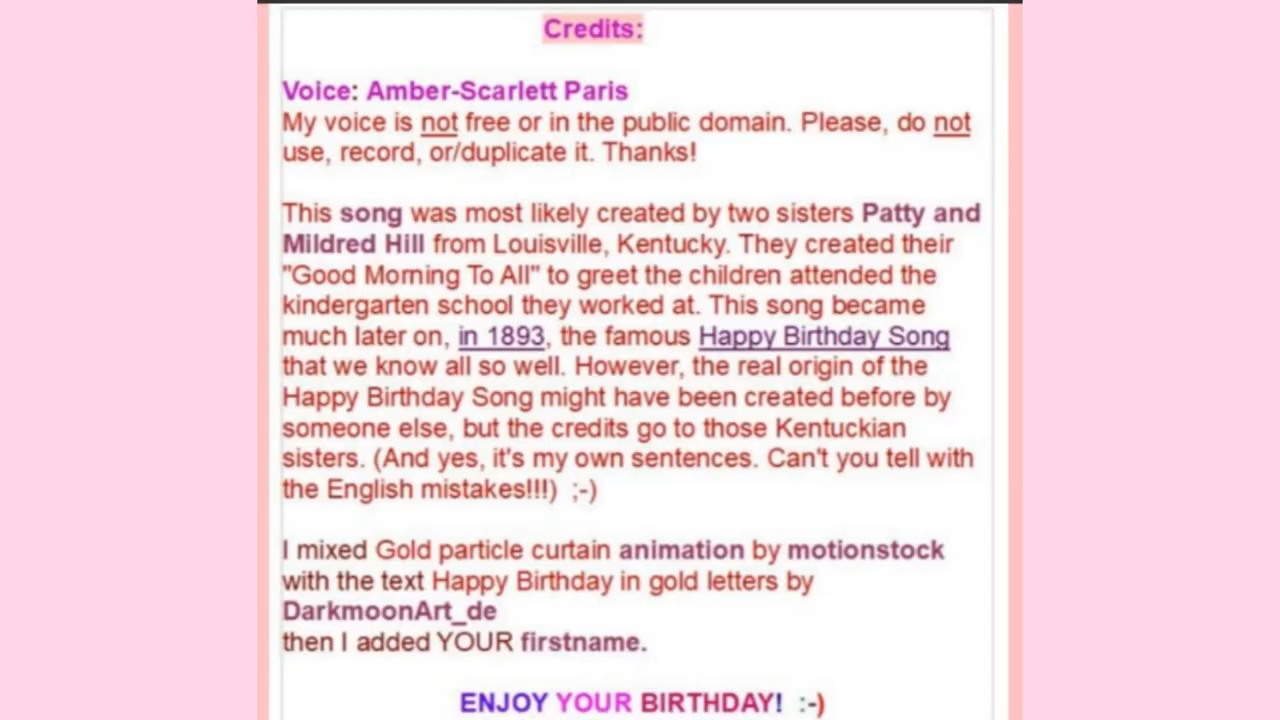 Credits:
Voice: Amber-Scarlett Paris
My voice is not free or in the public domain. Please, do not
use, record, or/duplicate it. Thanks!
This song was most likely created by two sisters Patty and
Mildred Hill from Louisville, Kentucky. They created their
"Good Morning To All" to greet the children attended the
kindergarten school they worked at. This song became
much later on, in 1893, the famous Happy Birthday Song
that we know all so well. However, the real origin of the
Happy Birthday Song might have been created before by
someone else, but the credits go to those Kentuckian
sisters. (And yes, it's my own sentences. Can't you tell with
the English mistakes!!!) ;-)
I mixed Gold particle curtain animation by motionstock
with the text Happy Birthday in gold letters by
DarkmoonArt_de
then I added YOUR firstname.
ENJOY YOUR BIRTHDAY! :-)